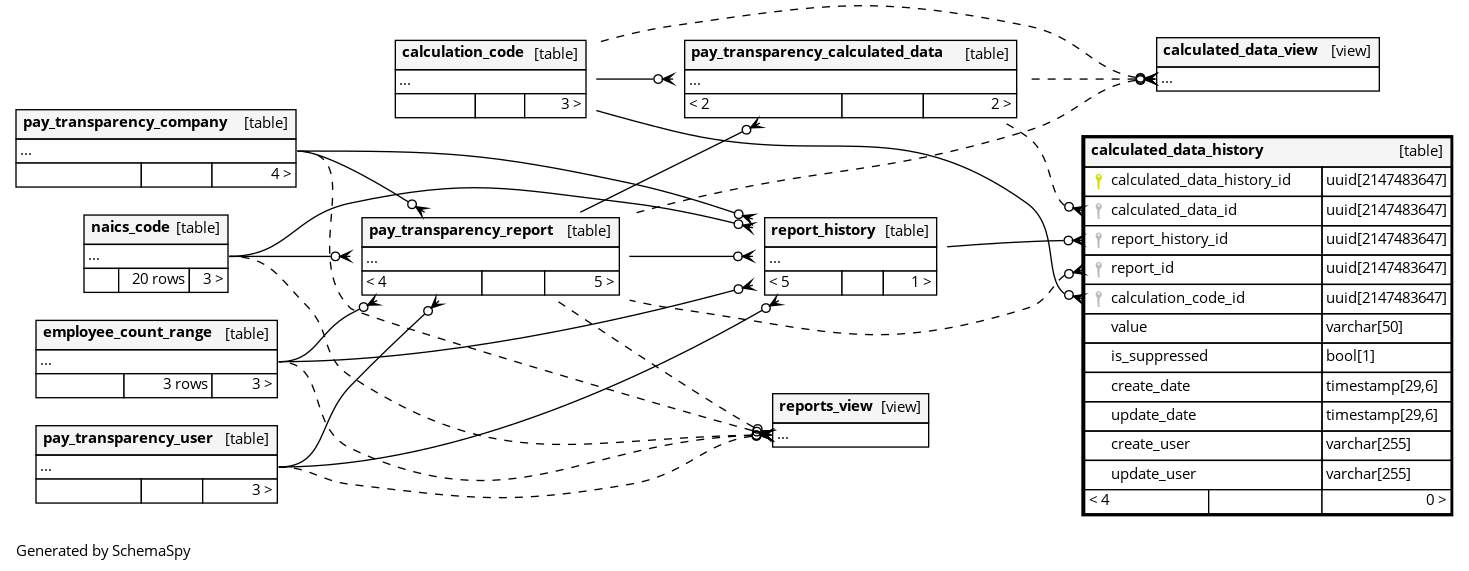 calculation_code [table]
...
3 >
pay_transparency_calculated_data [table]
...
< 2 2 >
calculated_data_view [view]
...
pay_transparency_company [table]
...
4 >
naics_code [table]
...
20 rows 3 >
pay_transparency_report [table]
...
< 4 5 >
report_history [table]
...
< 5 1 >
employee_count_range [table]
...
3 rows 3 >
pay_transparency_user [table]
...
3 >
reports_view [view]
...
calculated_data_history [table]
calculated_data_history_id uuid[2147483647]
calculated_data_id uuid[2147483647]
report_history_id uuid[2147483647]
report_id uuid[2147483647]
calculation_code_id uuid[2147483647]
value varchar[50]
is_suppressed bool[1]
create_date timestamp[29,6]
update_date timestamp[29,6]
create_user varchar[255]
update_user varchar[255]
< 4 0 >
Generated by SchemaSpy